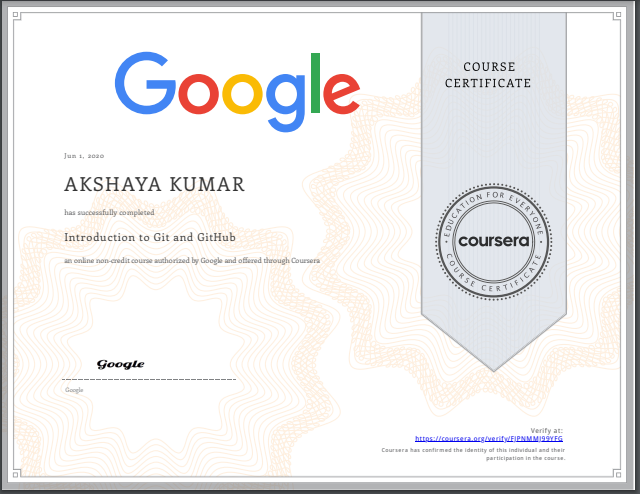 Google
COURSE
CERTIFICATE
Jun 1, 2020
AKSHAYA KUMAR
has successfully completed
Introduction to Git and GitHub
an online non-credit course authorized by Google and offered through Coursera
EDUCATION FOR EVERYONE
coursera
COURSE CERTIFICATE
Google
Google
Verify at:
https://coursera.org/verify/FJPNMMJ99YFG
Coursera has confirmed the identity of this individual and their
participation in the course.